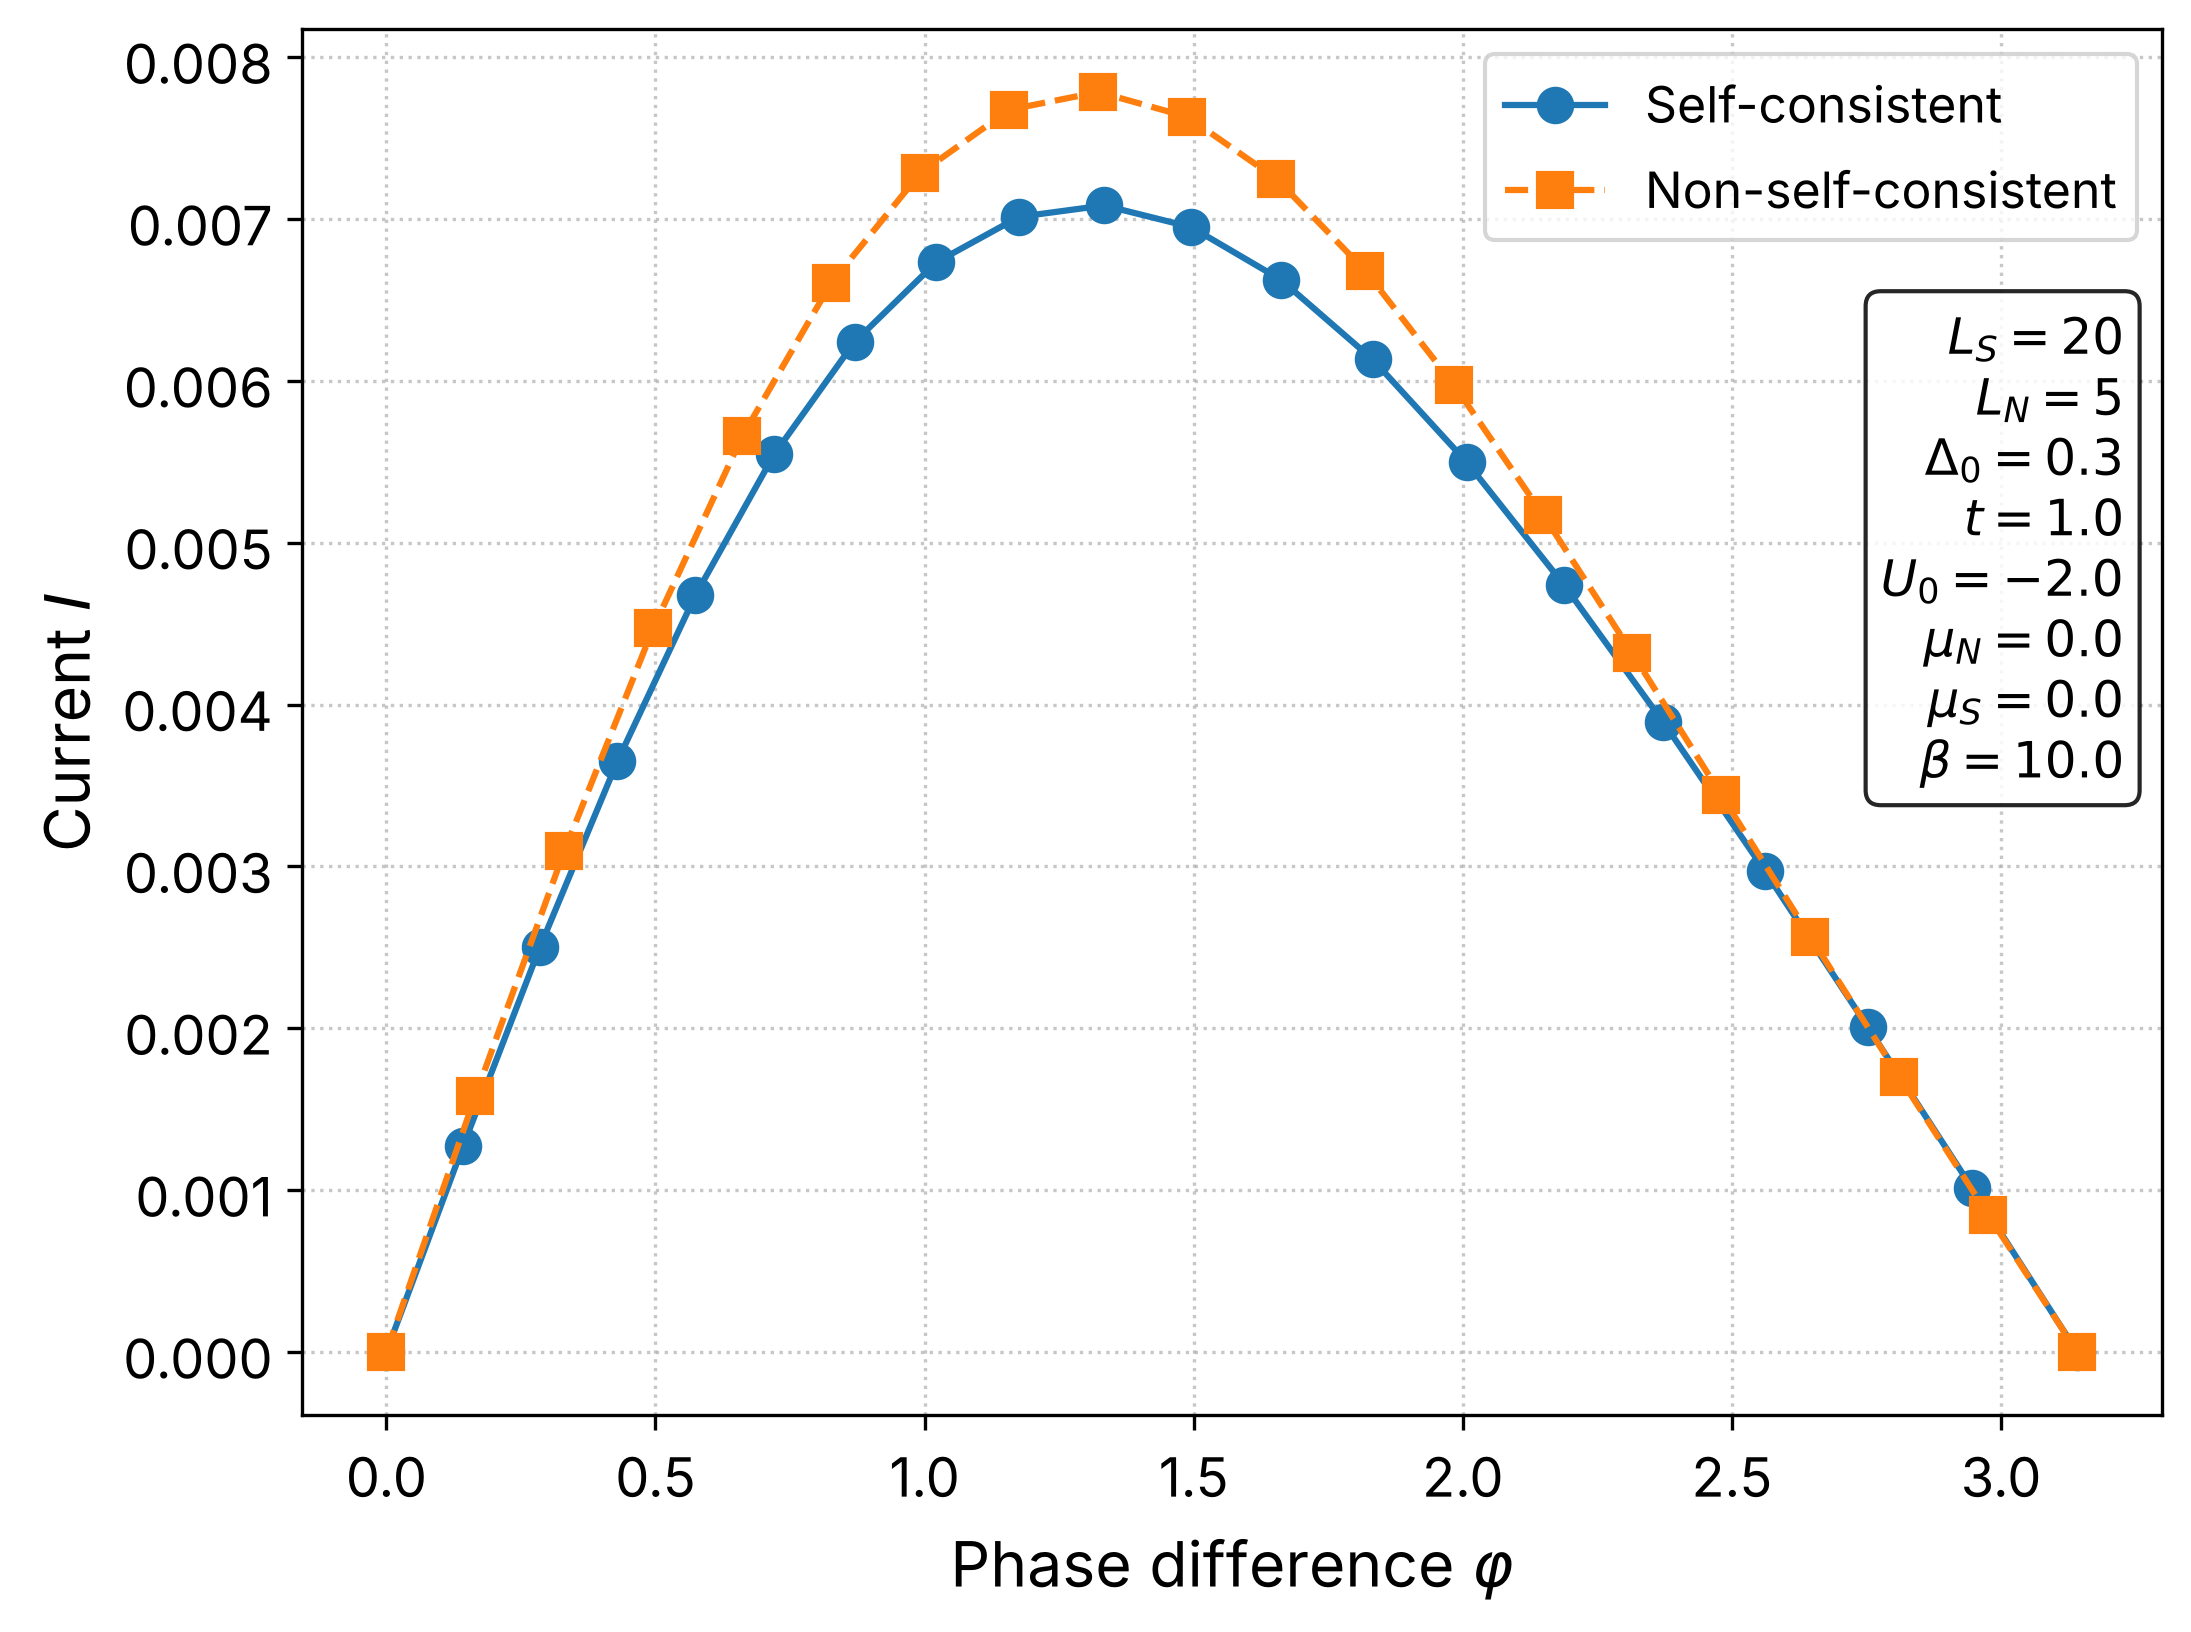 0.008
0.007
0.006
0.005
0.004
0.003
0.002
0.001
0.000
Current I
Self-consistent
Non-self-consistent
L_S = 20
L_N = 5
Δ_0 = 0.3
t = 1.0
U_0 = −2.0
μ_N = 0.0
μ_S = 0.0
β = 10.0
0.0 0.5 1.0 1.5 2.0 2.5 3.0
Phase difference φ